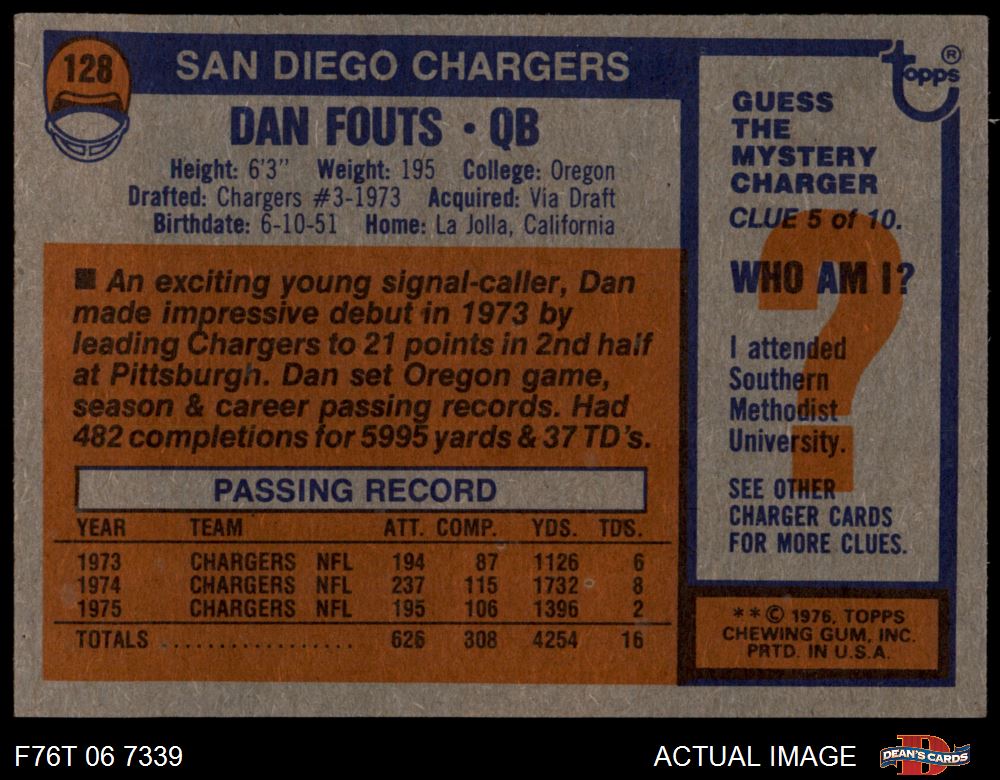 128
SAN DIEGO CHARGERS
DAN FOUTS • QB
Height: 6'3" Weight: 195 College: Oregon
Drafted: Chargers #3-1973 Acquired: Via Draft
Birthdate: 6-10-51 Home: La Jolla, California
■ An exciting young signal-caller, Dan
made impressive debut in 1973 by
leading Chargers to 21 points in 2nd half
at Pittsburgh. Dan set Oregon game,
season & career passing records. Had
482 completions for 5995 yards & 37 TD's.
PASSING RECORD
YEAR TEAM ATT. COMP. YDS. TDS.
1973 CHARGERS NFL 194 87 1126 6
1974 CHARGERS NFL 237 115 1732 8
1975 CHARGERS NFL 195 106 1396 2
TOTALS .................. 626 308 4254 16
topps®
GUESS
THE
MYSTERY
CHARGER
CLUE 5 of 10.
WHO AM I?
?
I attended
Southern
Methodist
University.
SEE OTHER
CHARGER CARDS
FOR MORE CLUES.
**© 1976, TOPPS
CHEWING GUM, INC.
PRTD. IN U.S.A.
F76T 06 7339
ACTUAL IMAGE
D
DEAN'S CARDS